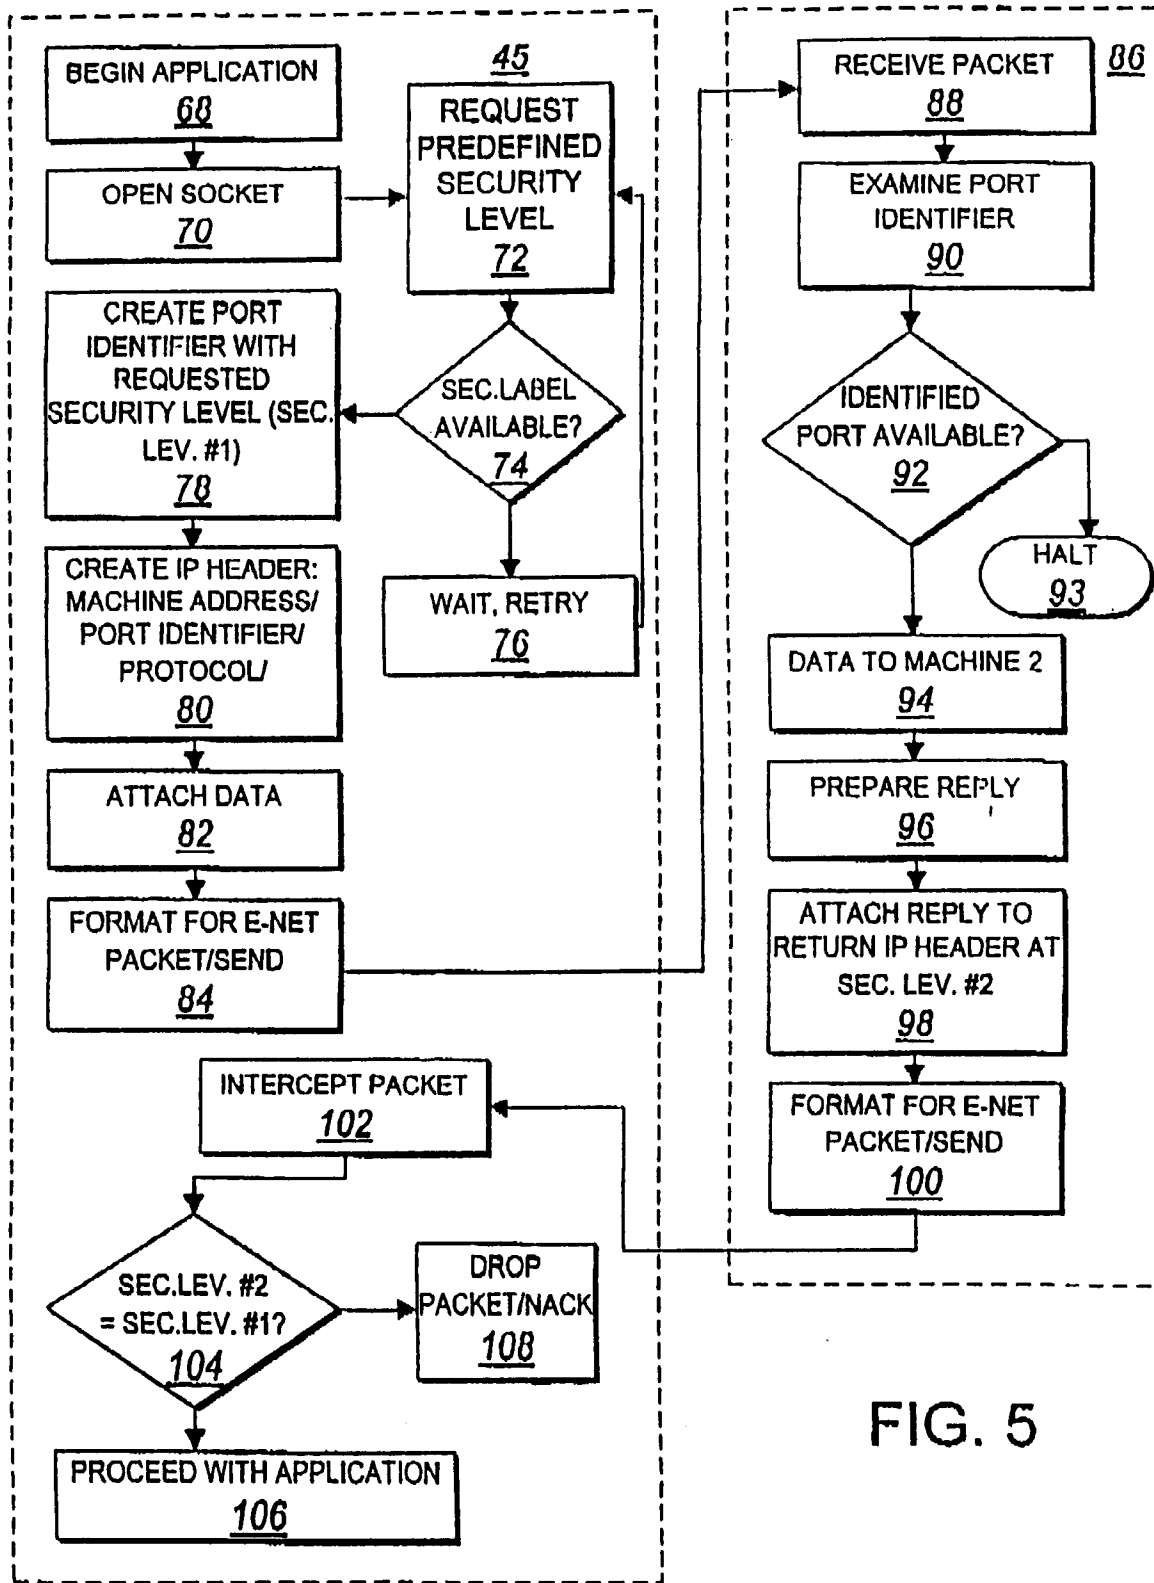 BEGIN APPLICATION
68
OPEN SOCKET
70
45
REQUEST
PREDEFINED
SECURITY
LEVEL
72
SEC.LABEL
AVAILABLE?
74
WAIT, RETRY
76
CREATE PORT
IDENTIFIER WITH
REQUESTED
SECURITY LEVEL (SEC.
LEV. #1)
78
CREATE IP HEADER:
MACHINE ADDRESS/
PORT IDENTIFIER/
PROTOCOL/
80
ATTACH DATA
82
FORMAT FOR E-NET
PACKET/SEND
84
86
RECEIVE PACKET
88
EXAMINE PORT
IDENTIFIER
90
IDENTIFIED
PORT AVAILABLE?
92
HALT
93
DATA TO MACHINE 2
94
PREPARE REPLY
96
ATTACH REPLY TO
RETURN IP HEADER AT
SEC. LEV. #2
98
FORMAT FOR E-NET
PACKET/SEND
100
INTERCEPT PACKET
102
SEC.LEV. #2
= SEC.LEV. #1?
104
DROP
PACKET/NACK
108
PROCEED WITH APPLICATION
106
FIG. 5